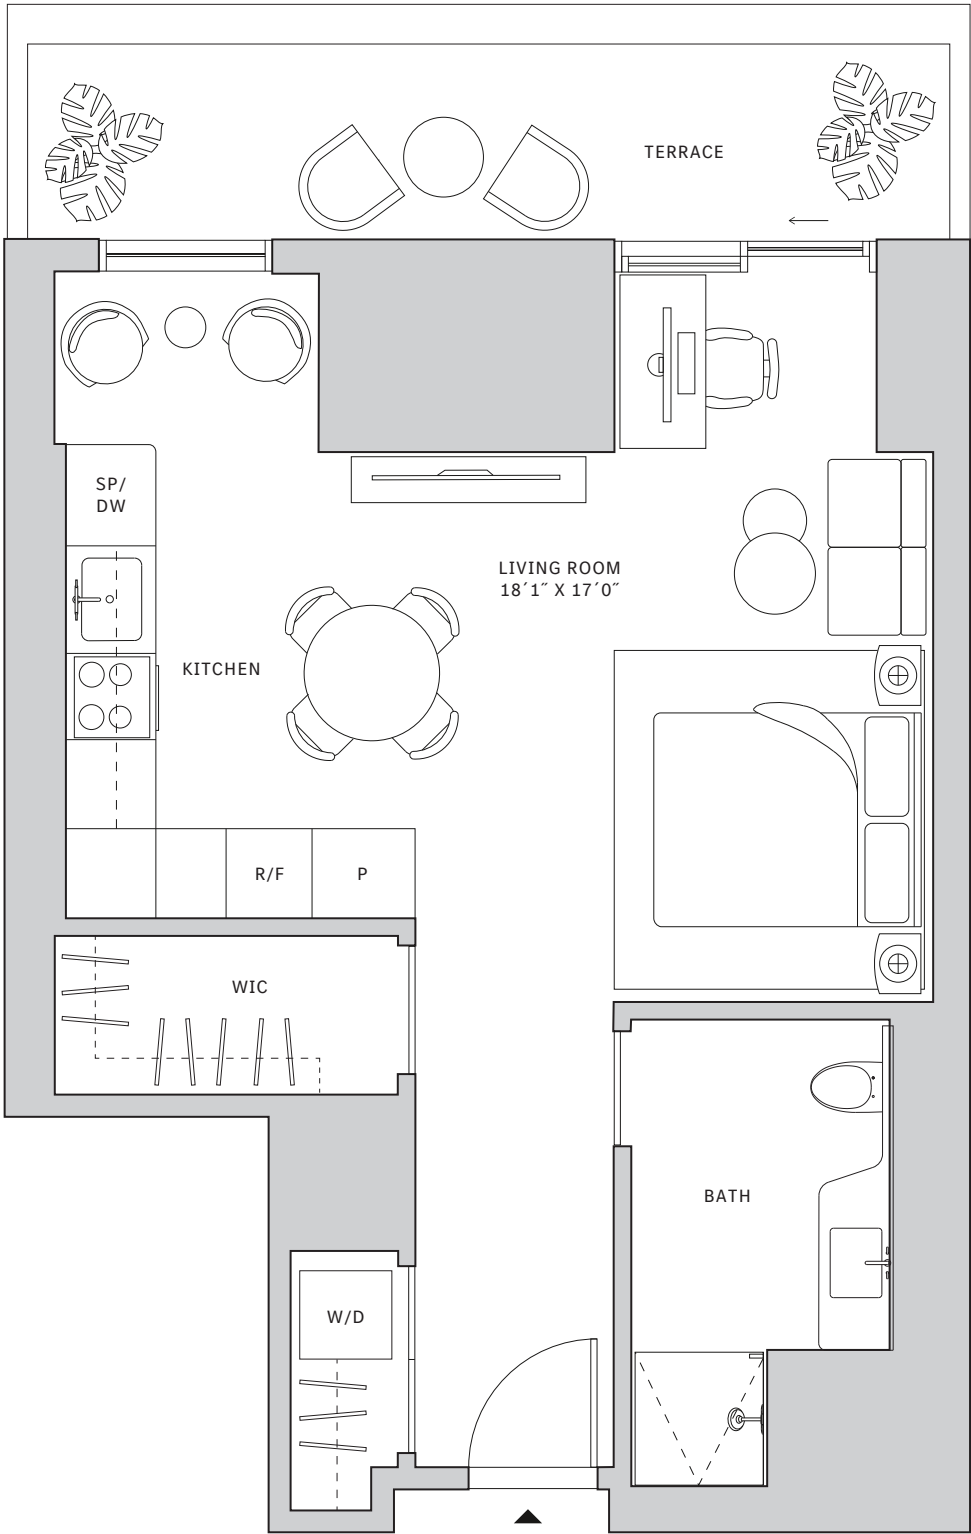 TERRACE
SP/
DW
LIVING ROOM
18´1˝ X 17´0˝
KITCHEN
R/F
P
WIC
BATH
W/D